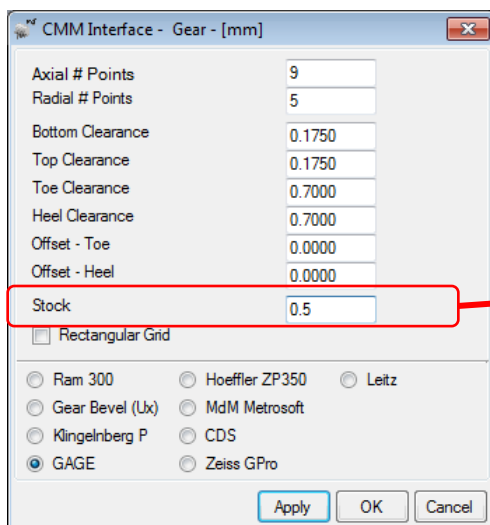 CMM Interface - Gear - [mm]
Axial # Points 9
Radial # Points 5
Bottom Clearance 0.1750
Top Clearance 0.1750
Toe Clearance 0.7000
Heel Clearance 0.7000
Offset - Toe 0.0000
Offset - Heel 0.0000
Stock 0.5
Rectangular Grid
Ram 300 Hoeffler ZP350 Leitz
Gear Bevel (Ux) MdM Metrosoft
Klingelnberg P CDS
GAGE Zeiss GPro
Apply OK Cancel